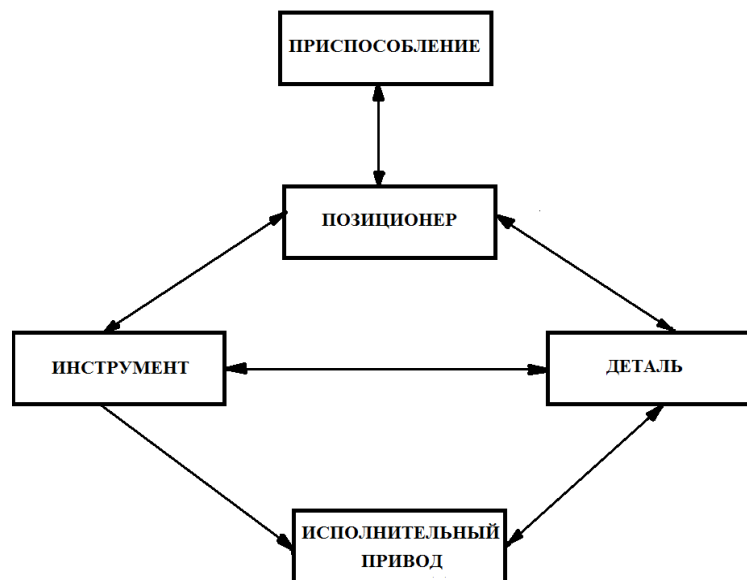 ПРИСПОСОБЛЕНИЕ
ПОЗИЦИОНЕР
ИНСТРУМЕНТ
ДЕТАЛЬ
ИСПОЛНИТЕЛЬНЫЙ
ПРИВОД